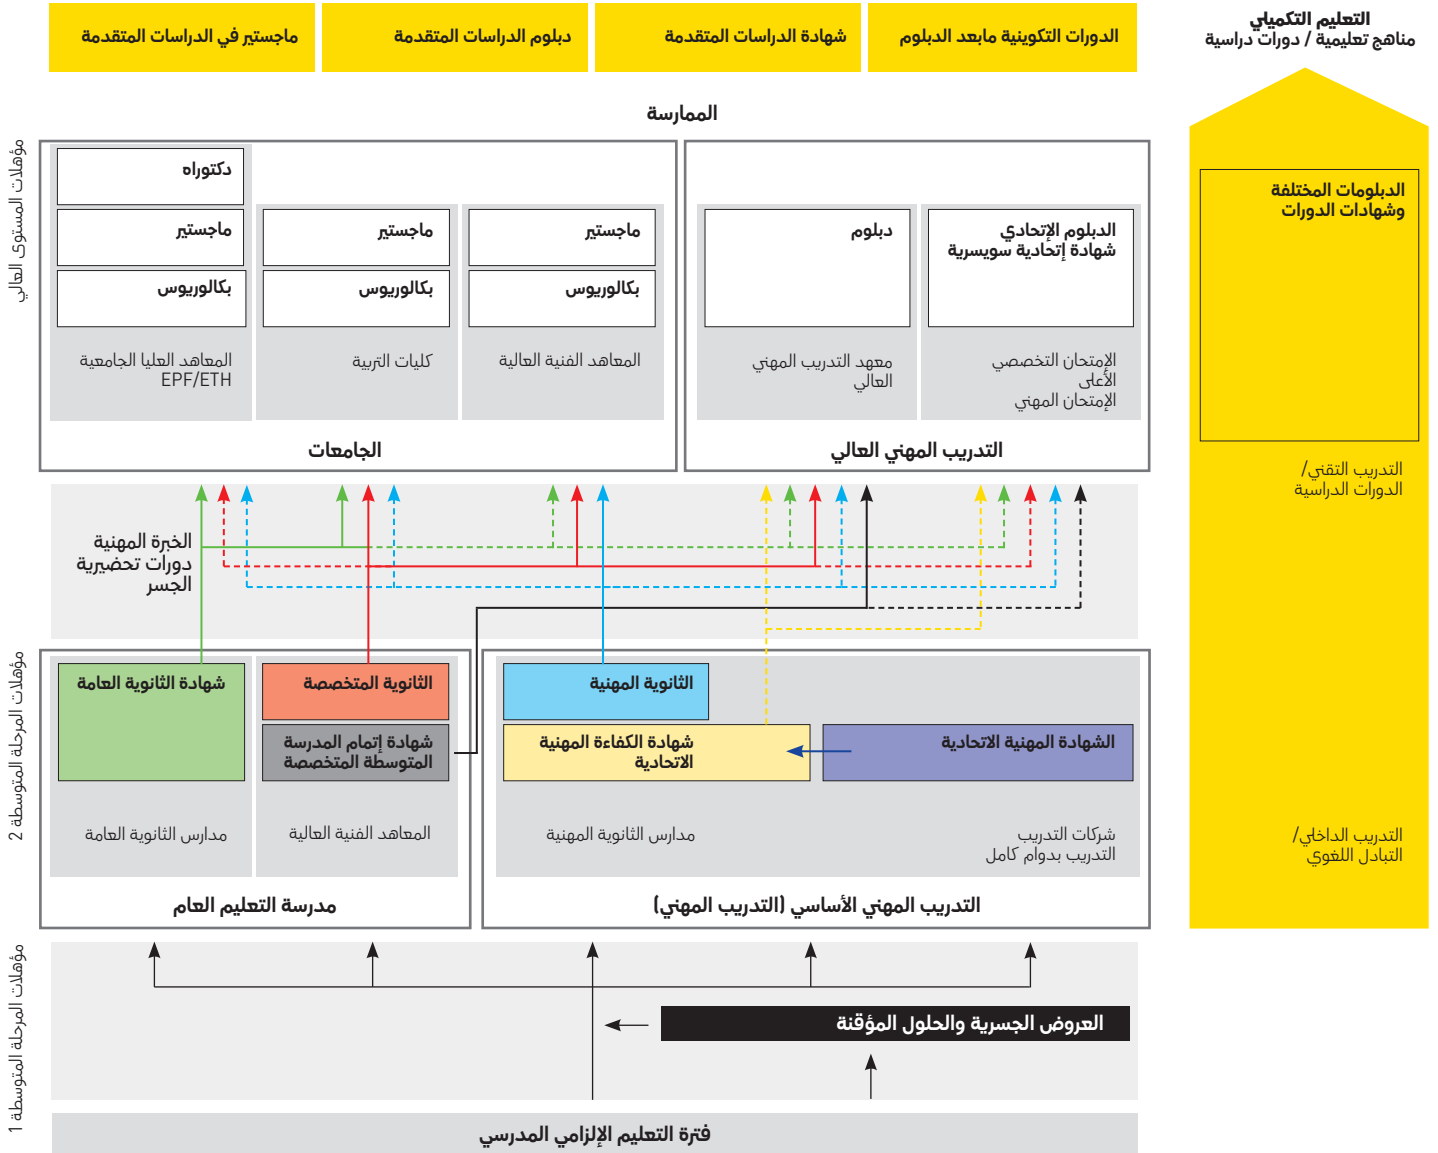 التعليم التكميلي
مناهج تعليمية / دورات دراسية
الدورات التكوينية مابعد الدبلوم
شهادة الدراسات المتقدمة
دبلوم الدراسات المتقدمة
ماجستير في الدراسات المتقدمة
الممارسة
مؤهلات المستوى العالي
الدبلومات المختلفة
وشهادات الدورات
الدبلوم الإتحادي
شهادة إتحادية سويسرية
الإمتحان التخصصي
الأعلى
الإمتحان المهني
دبلوم
معهد التدريب المهني
العالي
التدريب المهني العالي
ماجستير
بكالوريوس
المعاهد الفنية العالية
ماجستير
بكالوريوس
كليات التربية
دكتوراه
ماجستير
بكالوريوس
المعاهد العليا الجامعية
EPF/ETH
الجامعات
التدريب التقني/
الدورات الدراسية
الخبرة المهنية
دورات تحضيرية
الجسر
مؤهلات المرحلة المتوسطة 2
الثانوية المهنية
الشهادة المهنية الاتحادية
شهادة الكفاءة المهنية
الاتحادية
شركات التدريب
التدريب بدوام كامل
مدارس الثانوية المهنية
التدريب المهني الأساسي (التدريب المهني)
الثانوية المتخصصة
شهادة إتمام المدرسة
المتوسطة المتخصصة
المعاهد الفنية العالية
شهادة الثانوية العامة
مدارس الثانوية العامة
مدرسة التعليم العام
التدريب الداخلي/
التبادل اللغوي
مؤهلات المرحلة المتوسطة 1
العروض الجسرية والحلول المؤقنة
فترة التعليم الإلزامي المدرسي